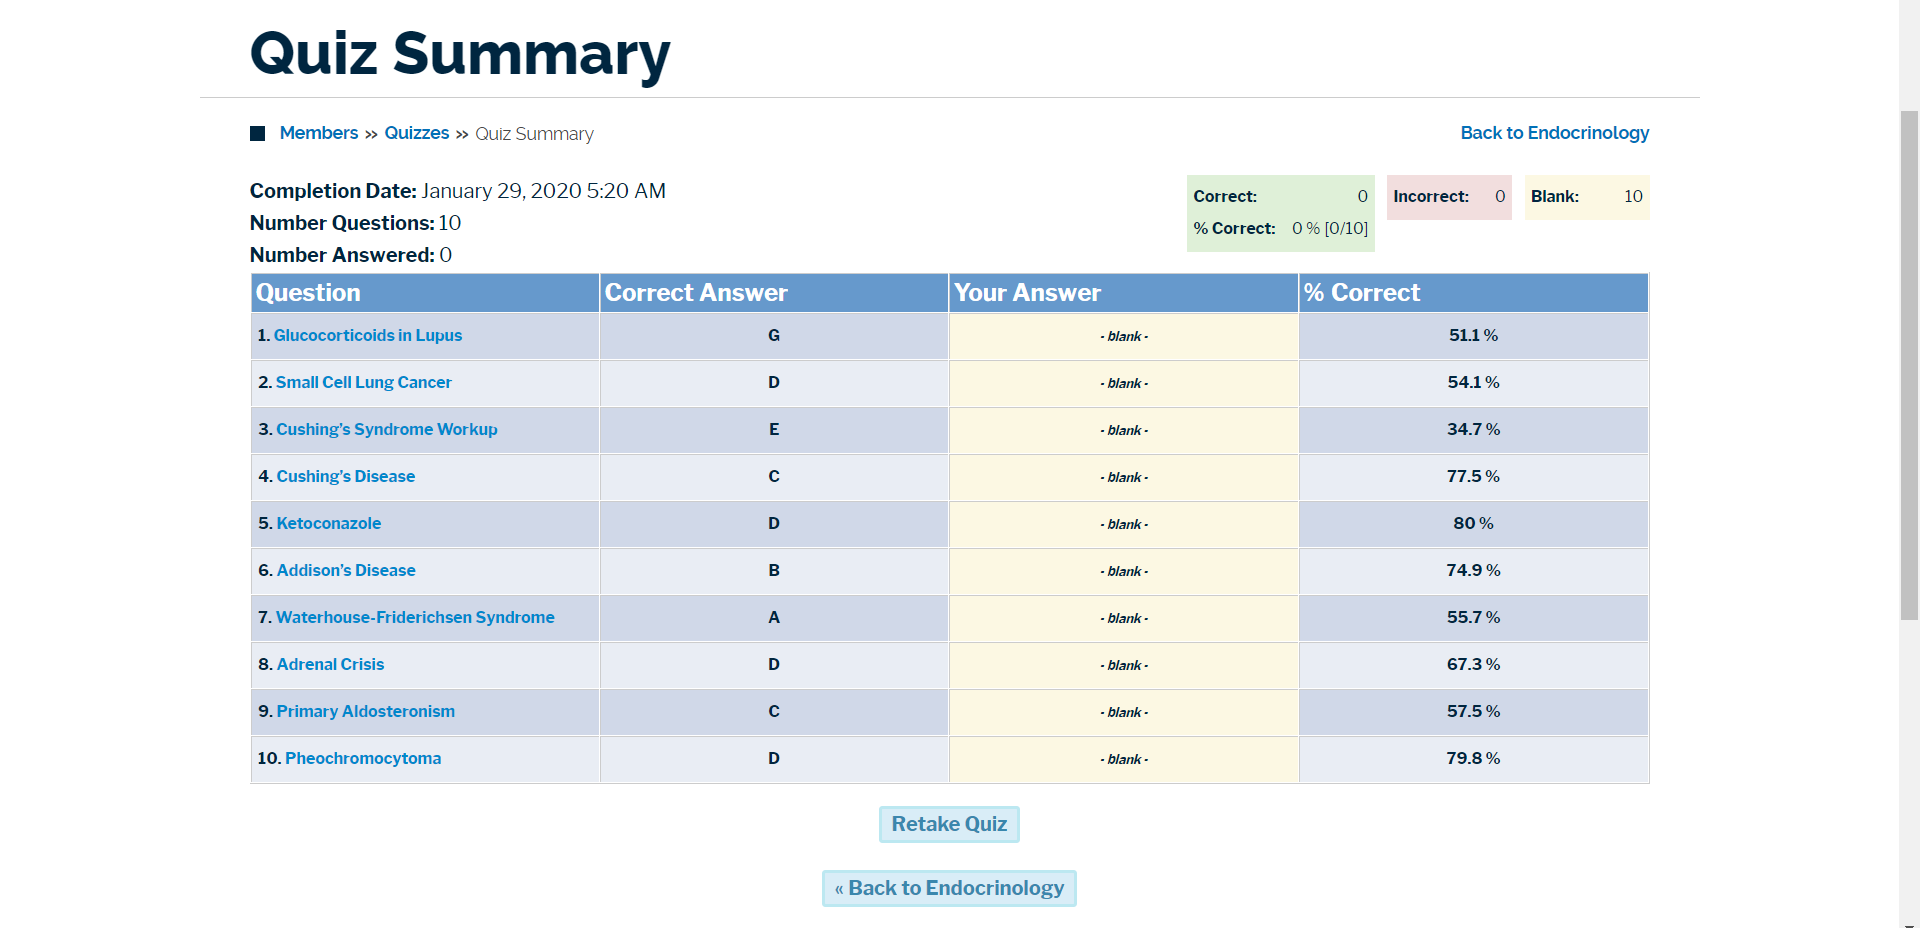 Quiz Summary
Members » Quizzes » Quiz Summary
Back to Endocrinology
Completion Date: January 29, 2020 5:20 AM
Number Questions: 10
Number Answered: 0
Correct: 0
% Correct: 0 % [0/10]
Incorrect: 0
Blank: 10
Question Correct Answer Your Answer % Correct
1. Glucocorticoids in Lupus G - blank - 51.1 %
2. Small Cell Lung Cancer D - blank - 54.1 %
3. Cushing's Syndrome Workup E - blank - 34.7 %
4. Cushing's Disease C - blank - 77.5 %
5. Ketoconazole D - blank - 80 %
6. Addison's Disease B - blank - 74.9 %
7. Waterhouse-Friderichsen Syndrome A - blank - 55.7 %
8. Adrenal Crisis D - blank - 67.3 %
9. Primary Aldosteronism C - blank - 57.5 %
10. Pheochromocytoma D - blank - 79.8 %
Retake Quiz
« Back to Endocrinology